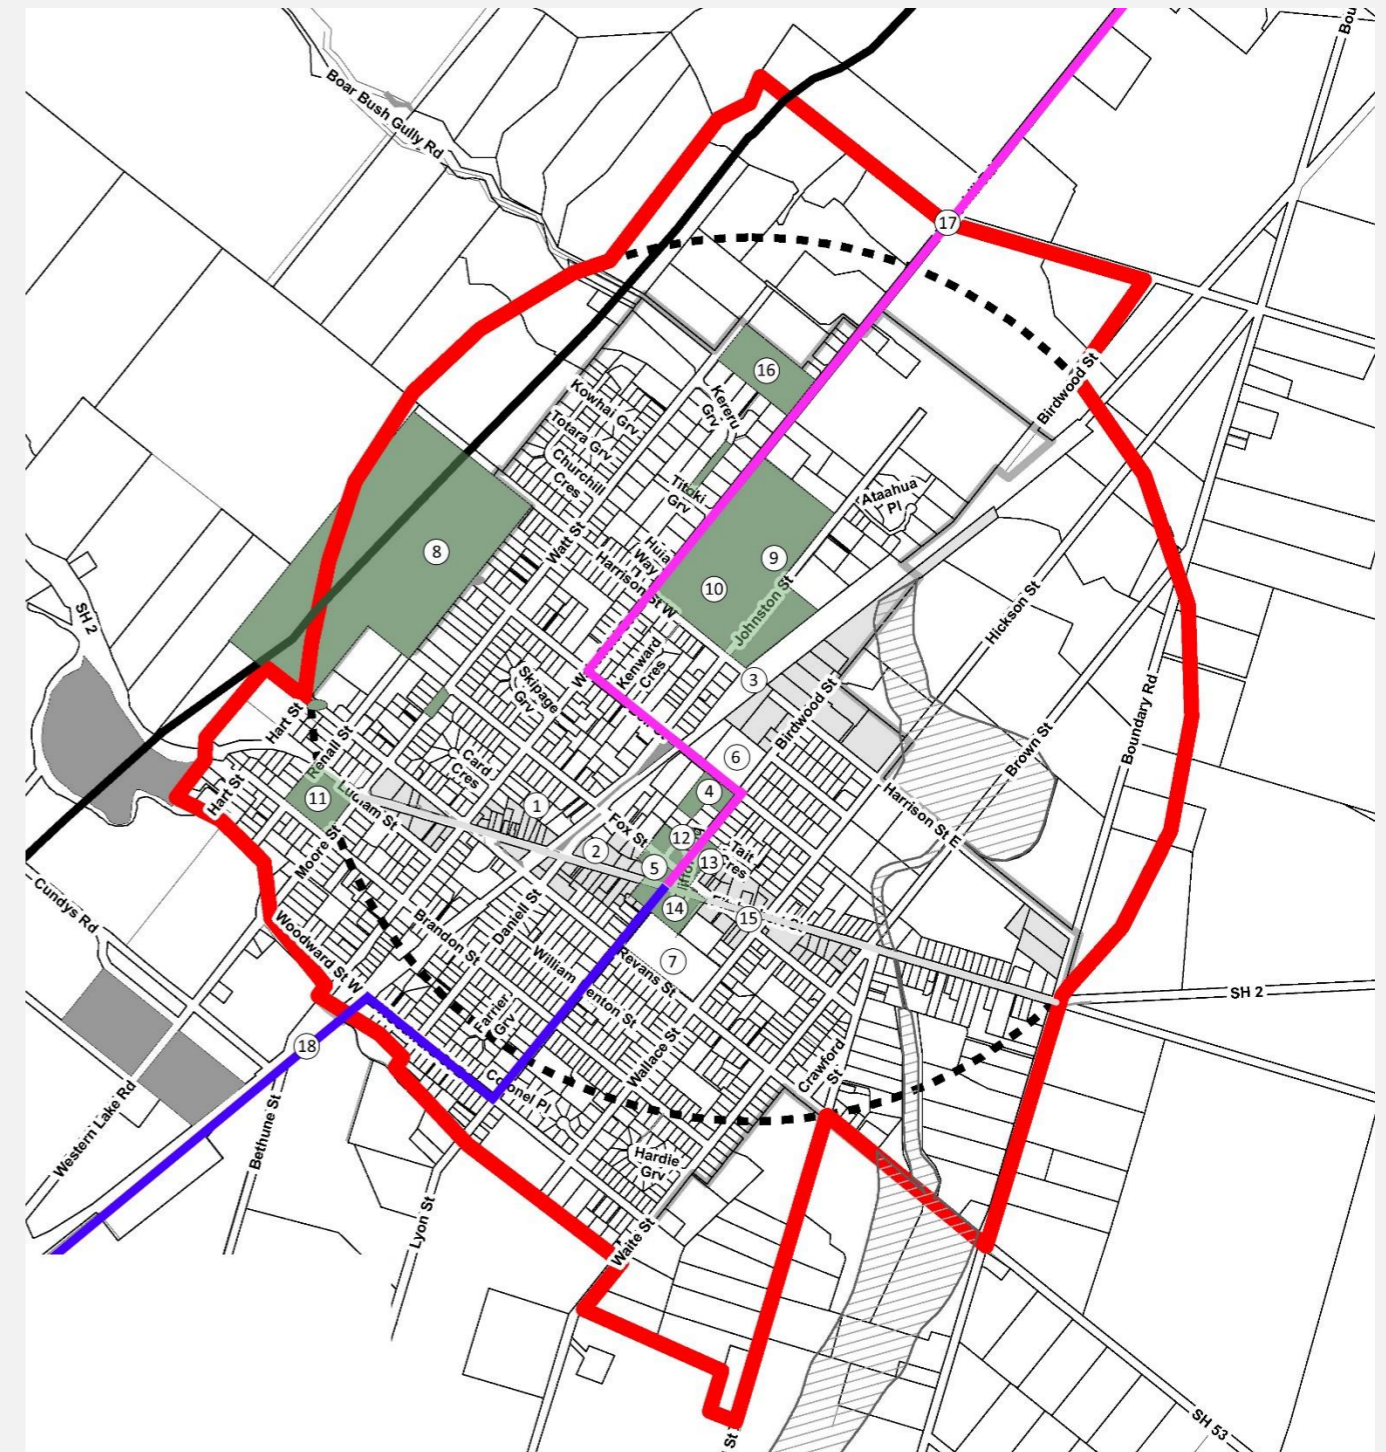 Bou
Boar Bush Gully Rd
17
Birdwood St
16
Kowhai Grv
Kereru
Grv
Totara Grv
Churchill
Cres
Titoki
Grv
Ataahua
Pl
Watt St
8
Huia
Way
Harrison St W
9
10
Johnston St
Hickson St
SH 2
Kenward
Cres
Skipage
Grv
3
Birdwood St
Boundary Rd
Hart St
Renall St
Card
Cres
6
Brown St
Hart St
11
Ludlam St
1
4
Harrison St E
Fox St
12
Tait
Cres
2
5
13
Moore St
14
15
Cundys Rd
Woodward St W
Brandon St
Daniell St
Revans St
7
William Benton St
SH 2
Farrier
Grv
18
Wallace St
Crawford
St
Colonel Pl
Western Lake Rd
Bethune St
Hardie
Grv
Lyon St
Waite St
SH 53
St